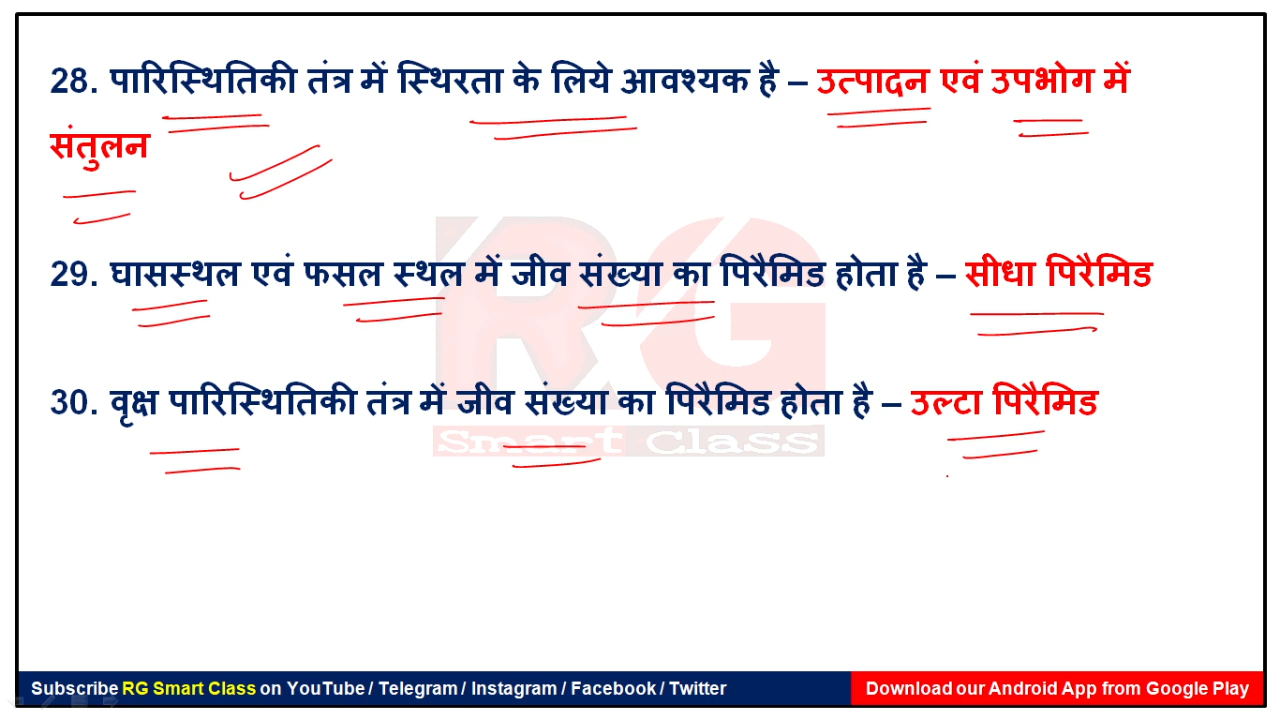 28. पारिस्थितिकी तंत्र में स्थिरता के लिये आवश्यक है – उत्पादन एवं उपभोग में
संतुलन
29. घासस्थल एवं फसल स्थल में जीव संख्या का पिरैमिड होता है – सीधा पिरैमिड
30. वृक्ष पारिस्थितिकी तंत्र में जीव संख्या का पिरैमिड होता है – उल्टा पिरैमिड
RG
Smart Class
Subscribe RG Smart Class on YouTube / Telegram / Instagram / Facebook / Twitter
Download our Android App from Google Play